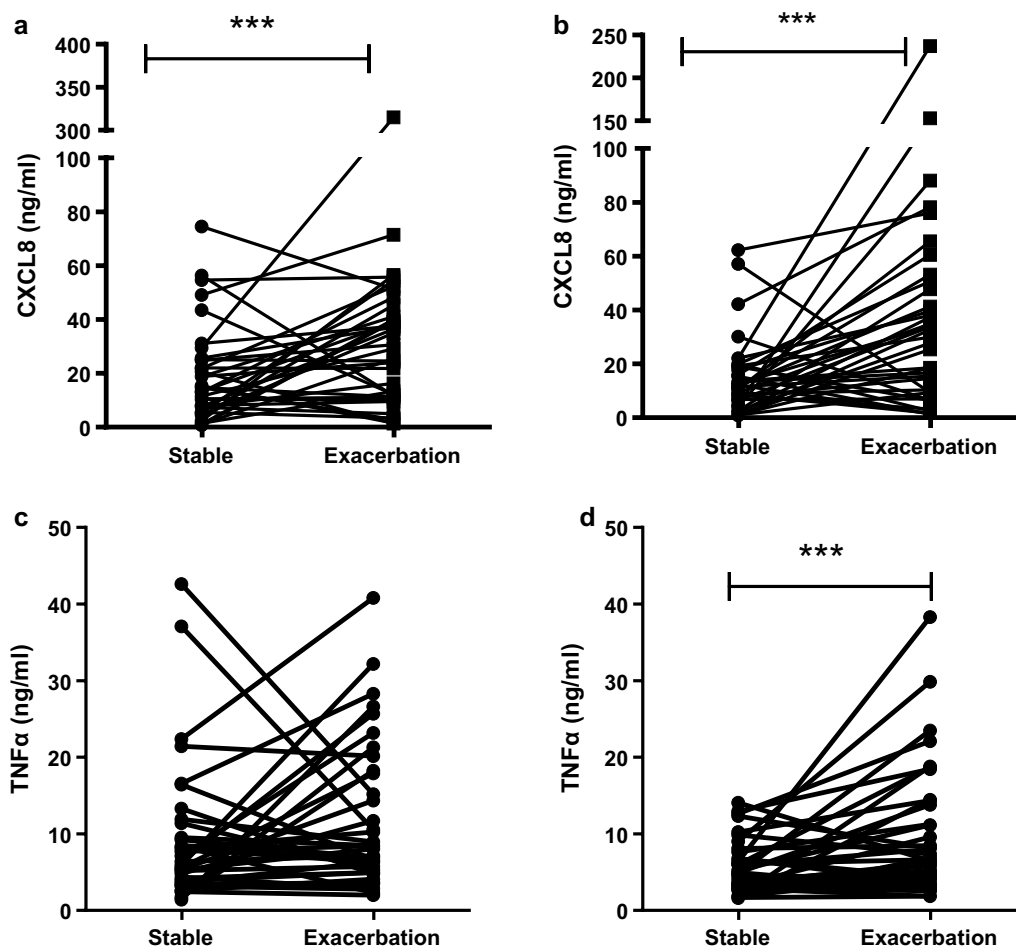 a
***
400
350
300
100
80
60
40
20
0
CXCL8 (ng/ml)
Stable Exacerbation
b
***
250
200
150
100
80
60
40
20
0
CXCL8 (ng/ml)
Stable Exacerbation
c
50
40
30
20
10
0
TNFα (ng/ml)
Stable Exacerbation
d
***
50
40
30
20
10
0
TNFα (ng/ml)
Stable Exacerbation